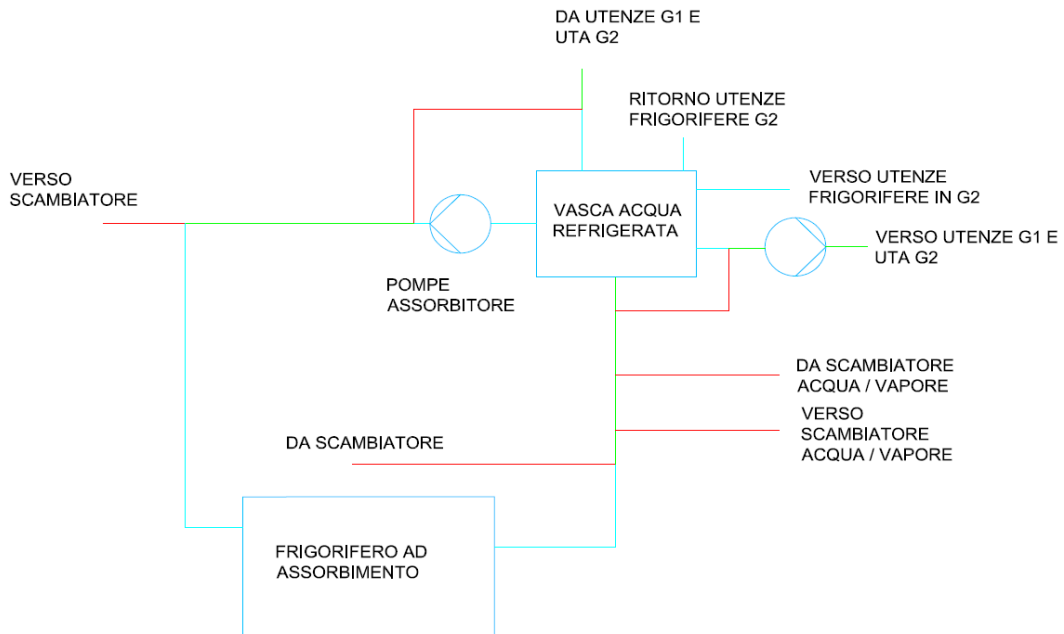 DA UTENZE G1 E
UTA G2
RITORNO UTENZE
FRIGORIFERE G2
VERSO
SCAMBIATORE
VASCA ACQUA
REFRIGERATA
VERSO UTENZE
FRIGORIFERE IN G2
VERSO UTENZE G1 E
UTA G2
POMPE
ASSORBITORE
DA SCAMBIATORE
ACQUA / VAPORE
VERSO
SCAMBIATORE
ACQUA / VAPORE
DA SCAMBIATORE
FRIGORIFERO AD
ASSORBIMENTO